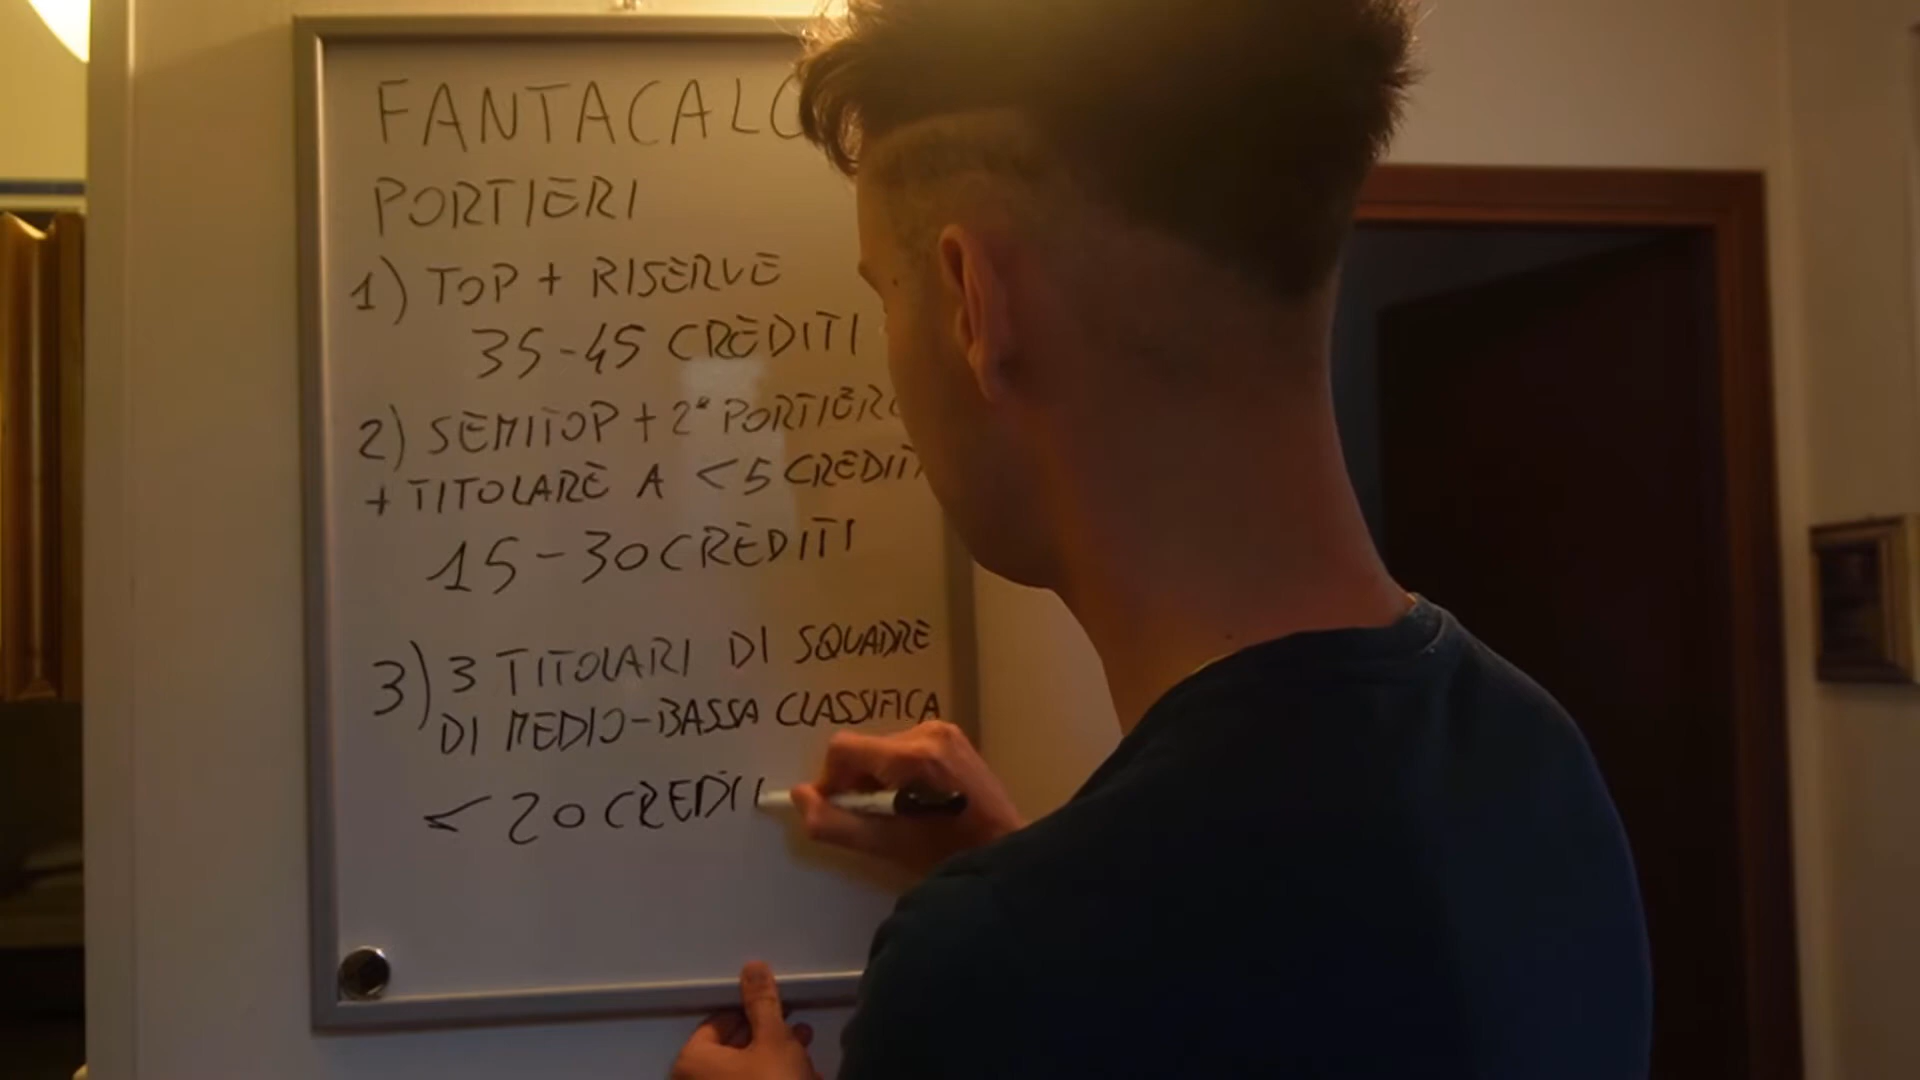 FANTACALC
PORTIERI
1) TOP + RISERVE
35-45 CREDITI
2) SEMITOP + 2° PORTIERE
+ TITOLARE A <5 CREDITI
15-30 CREDITI
3) 3 TITOLARI DI SQUADRE
DI MEDIO-BASSA CLASSIFICA
< 20 CREDIT